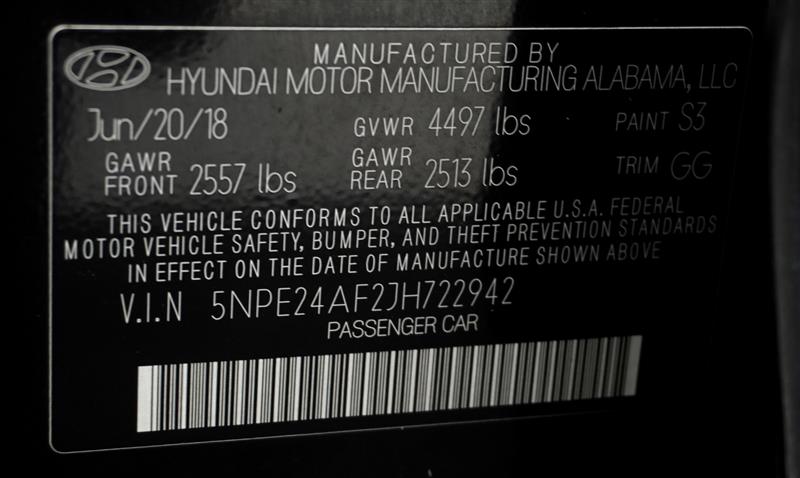 MANUFACTURED BY
HYUNDAI MOTOR MANUFACTURING ALABAMA, LLC
Jun/20/18 GVWR 4497 lbs PAINT S3
GAWR FRONT 2557 lbs GAWR REAR 2513 lbs TRIM GG
THIS VEHICLE CONFORMS TO ALL APPLICABLE U.S.A. FEDERAL
MOTOR VEHICLE SAFETY, BUMPER, AND THEFT PREVENTION STANDARDS
IN EFFECT ON THE DATE OF MANUFACTURE SHOWN ABOVE
V.I.N 5NPE24AF2JH722942
PASSENGER CAR